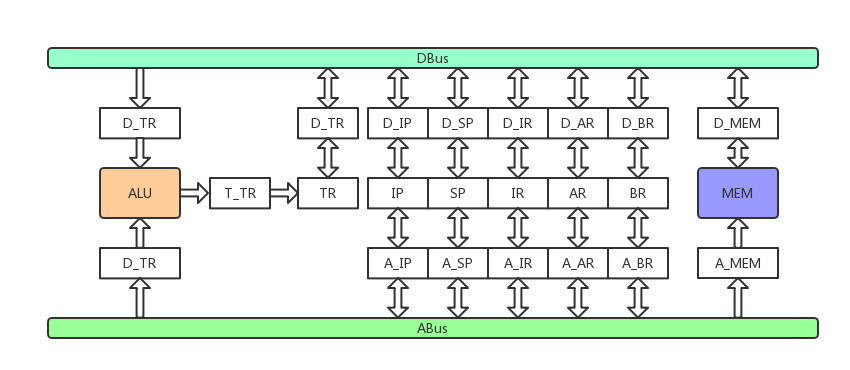 DBus
D_TR
D_TR
D_IP
D_SP
D_IR
D_AR
D_BR
D_MEM
ALU
T_TR
TR
IP
SP
IR
AR
BR
MEM
D_TR
A_IP
A_SP
A_IR
A_AR
A_BR
A_MEM
ABus